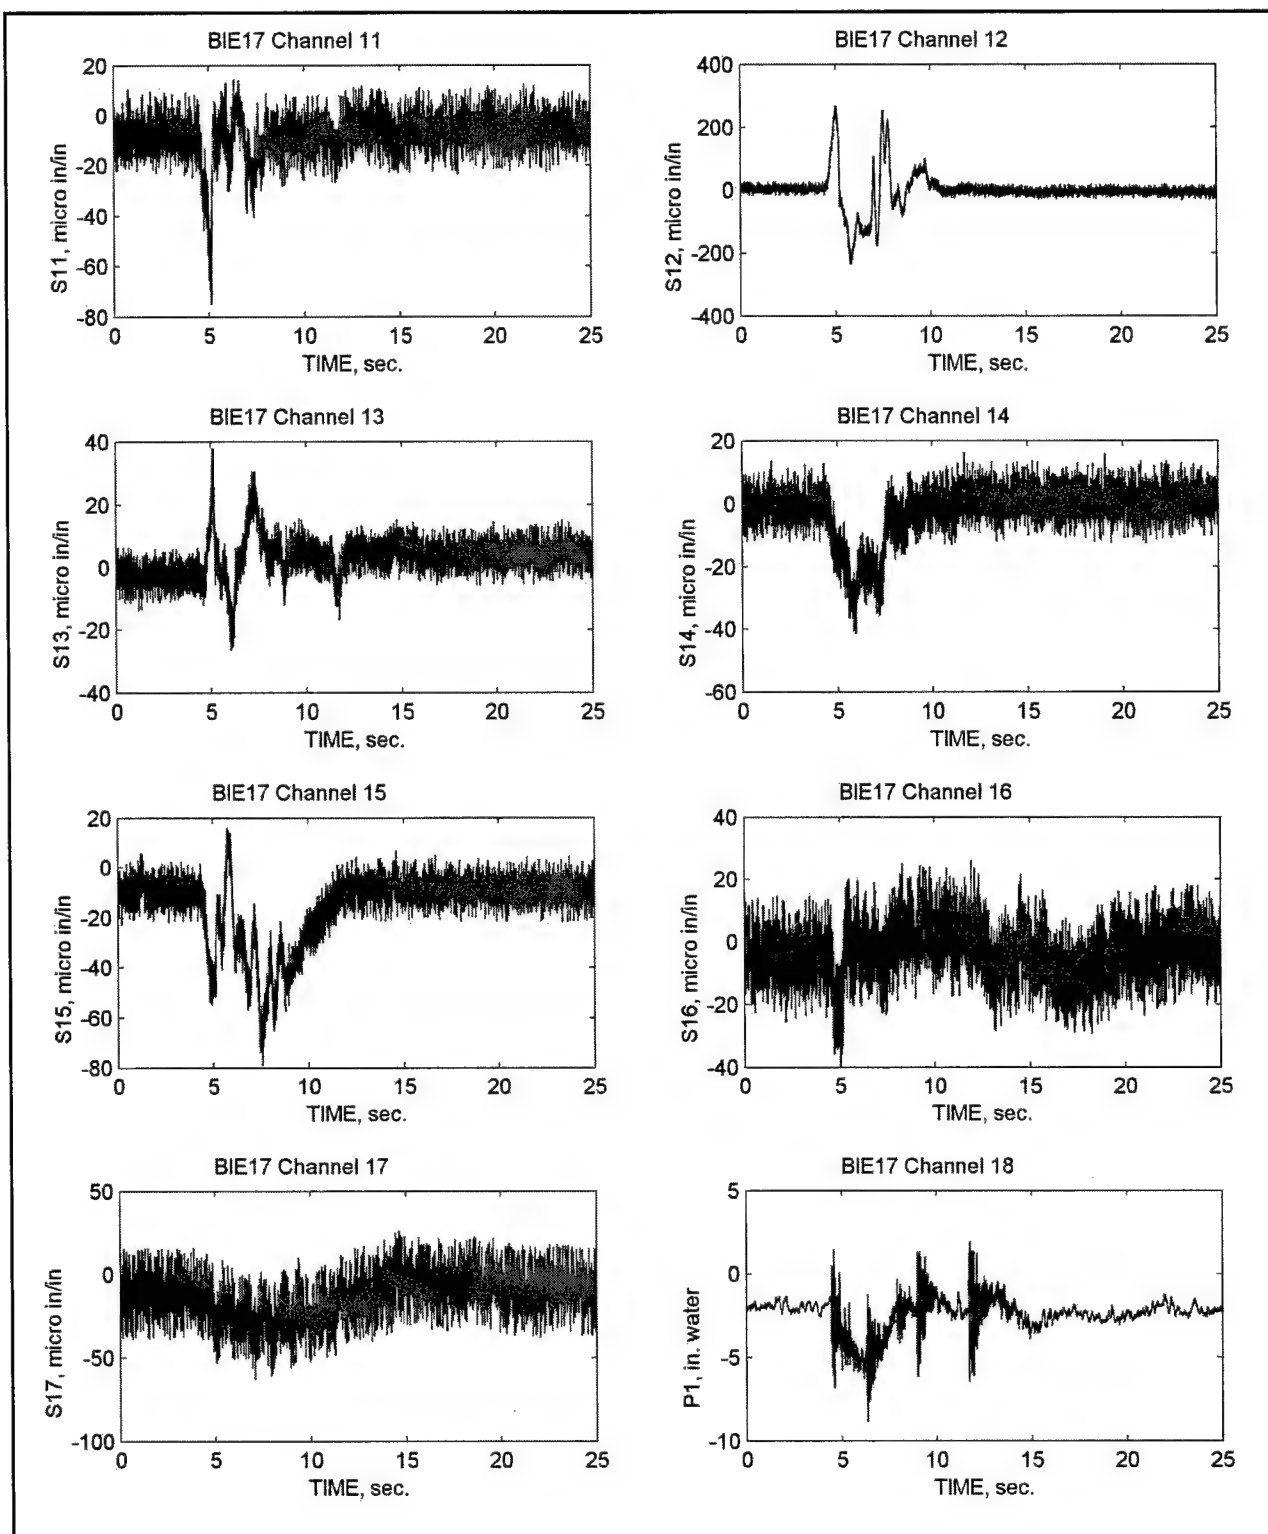 BIE17 Channel 11
20
0
-20
-40
-60
-80
S11, micro in/in
0 5 10 15 20 25
TIME, sec.
BIE17 Channel 12
400
200
0
-200
-400
S12, micro in/in
0 5 10 15 20 25
TIME, sec.
BIE17 Channel 13
40
20
0
-20
-40
S13, micro in/in
0 5 10 15 20 25
TIME, sec.
BIE17 Channel 14
20
0
-20
-40
-60
S14, micro in/in
0 5 10 15 20 25
TIME, sec.
BIE17 Channel 15
20
0
-20
-40
-60
-80
S15, micro in/in
0 5 10 15 20 25
TIME, sec.
BIE17 Channel 16
40
20
0
-20
-40
S16, micro in/in
0 5 10 15 20 25
TIME, sec.
BIE17 Channel 17
50
0
-50
-100
S17, micro in/in
0 5 10 15 20 25
TIME, sec.
BIE17 Channel 18
5
0
-5
-10
P1, in. water
0 5 10 15 20 25
TIME, sec.